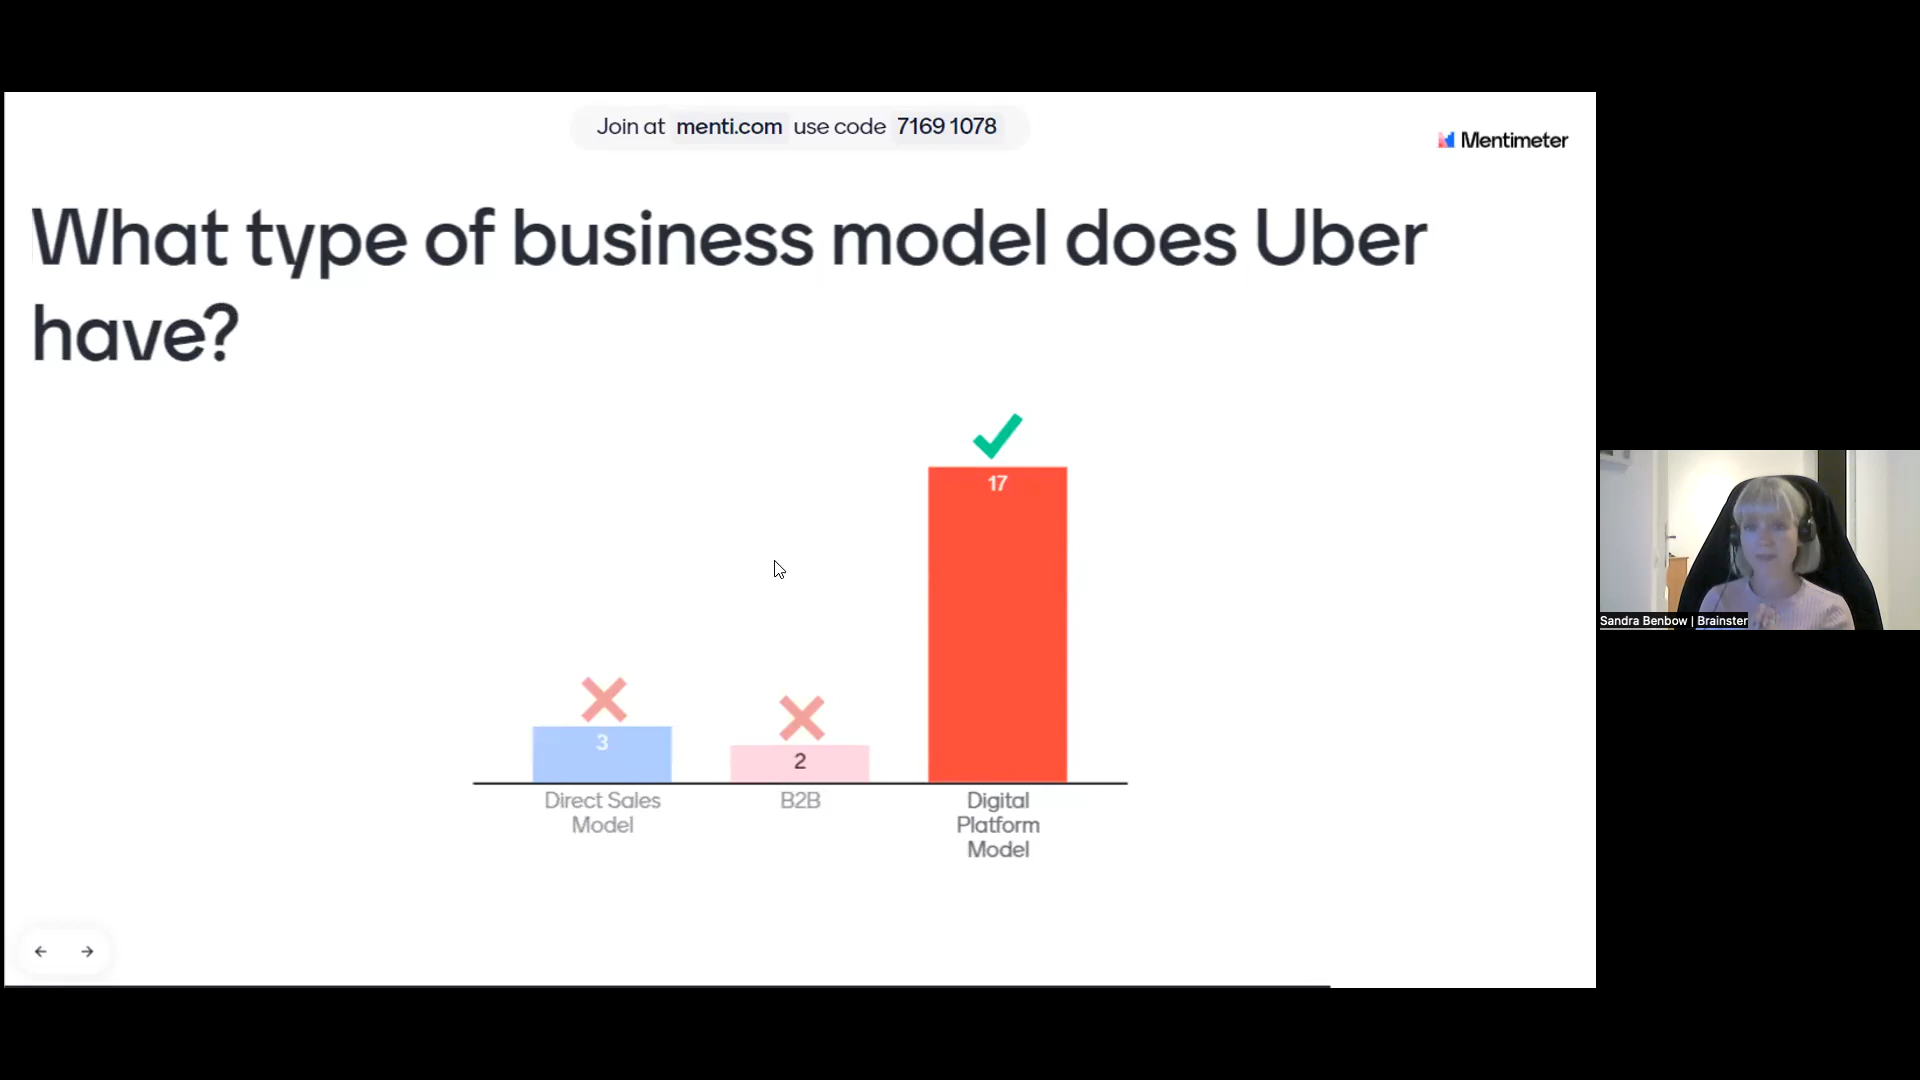 Join at menti.com use code 7169 1078
Mentimeter
What type of business model does Uber
have?
17
3
2
Direct Sales
Model
B2B
Digital
Platform
Model
Sandra Benbow | Brainster